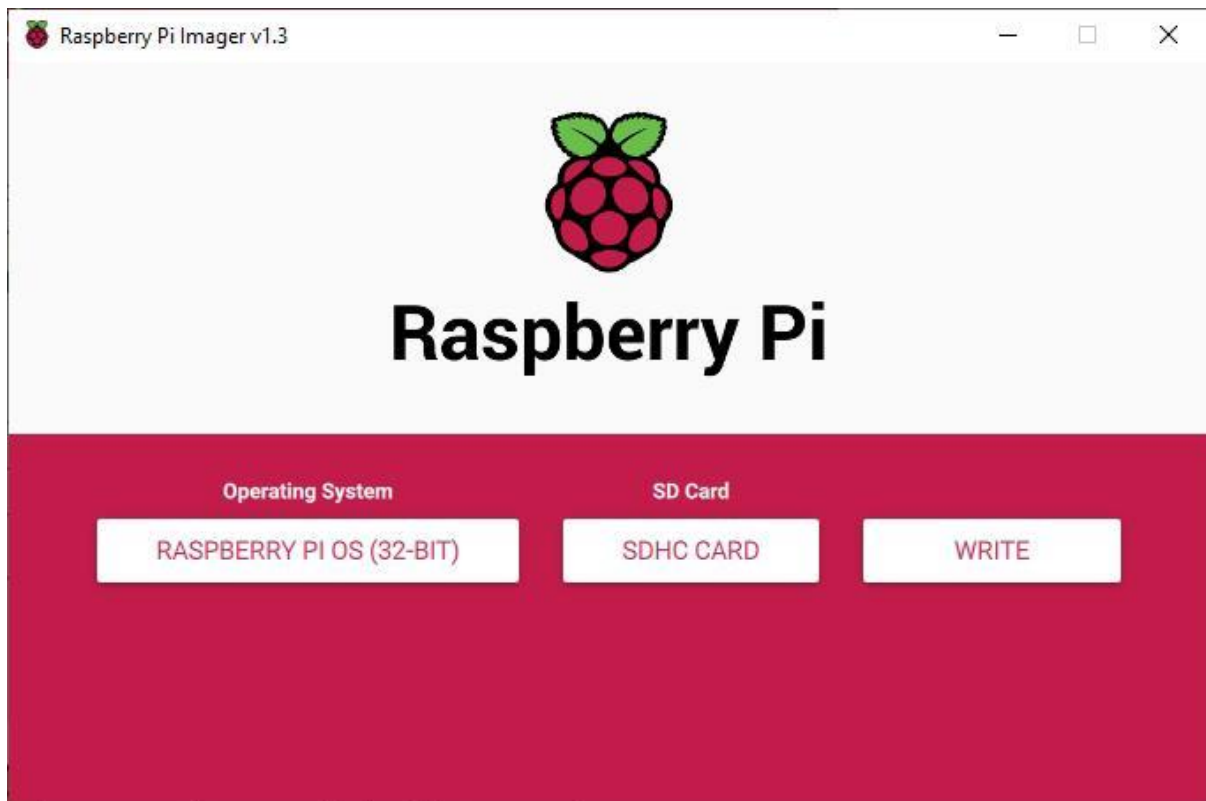 Raspberry Pi Imager v1.3
Raspberry Pi
Operating System
SD Card
RASPBERRY PI OS (32-BIT)
SDHC CARD
WRITE